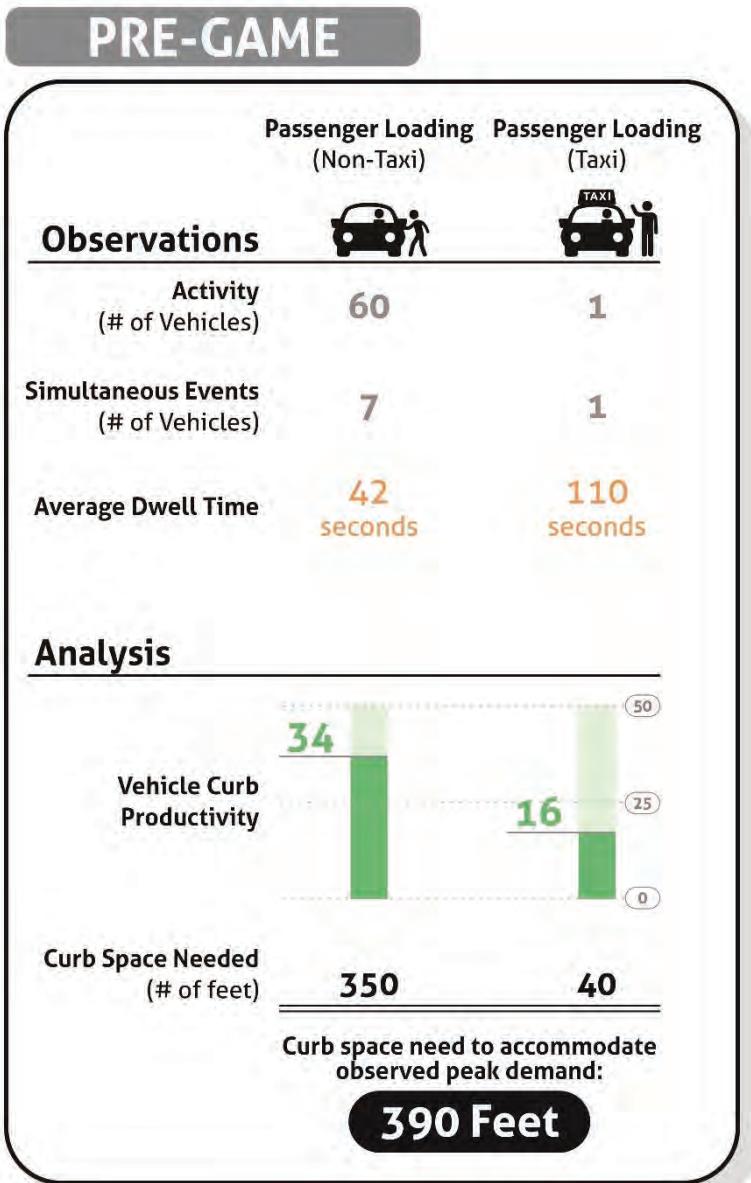 PRE-GAME
Passenger Loading Passenger Loading
(Non-Taxi) (Taxi)
TAXI
Observations
Activity
(# of Vehicles) 60 1
Simultaneous Events
(# of Vehicles) 7 1
Average Dwell Time 42 seconds 110 seconds
Analysis
50
34
Vehicle Curb
Productivity
25
16
0
Curb Space Needed
(# of feet) 350 40
Curb space need to accommodate
observed peak demand:
390 Feet